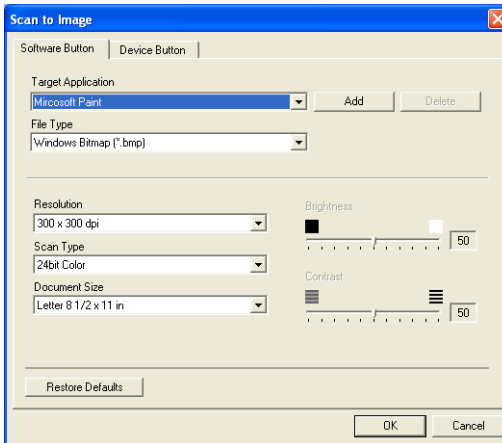 Scan to Image
Software Button Device Button
Target Application
Mircosoft Paint Add Delete
File Type
Windows Bitmap (*.bmp)
Resolution Brightness
300 x 300 dpi
50
Scan Type
24bit Color
Contrast
Document Size
Letter 8 1/2 x 11 in
50
Restore Defaults
OK Cancel